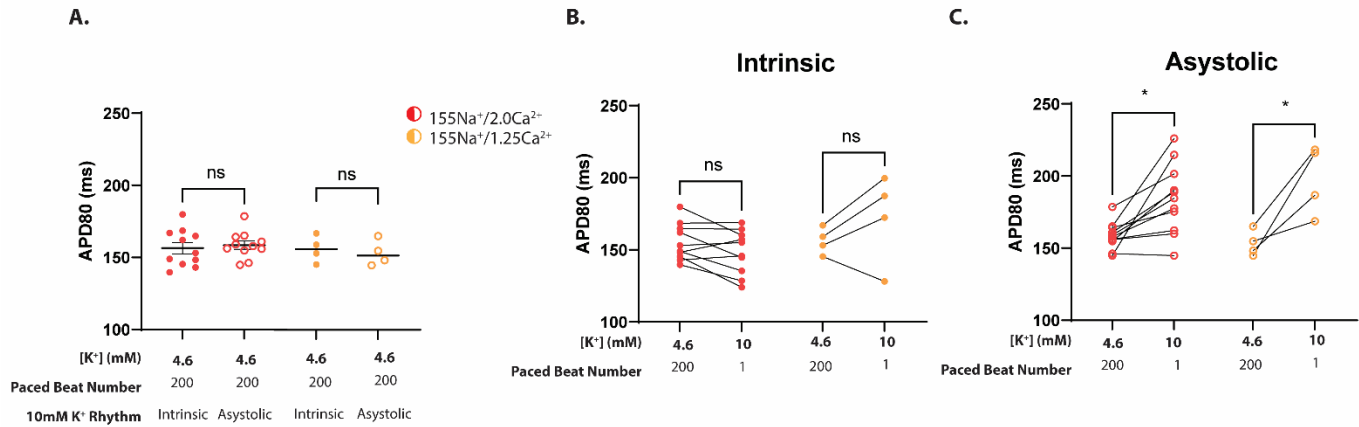 A.
B.
C.
Intrinsic
Asystolic
155Na⁺/2.0Ca²⁺
155Na⁺/1.25Ca²⁺
APD80 (ms)
250
200
150
100
ns
ns
[K⁺] (mM)
4.6
4.6
4.6
4.6
Paced Beat Number
200
200
200
200
10mM K⁺ Rhythm
Intrinsic
Asystolic
Intrinsic
Asystolic
APD80 (ms)
250
200
150
100
ns
ns
[K⁺] (mM)
4.6
10
4.6
10
Paced Beat Number
200
1
200
1
APD80 (ms)
250
200
150
100
*
*
[K⁺] (mM)
4.6
10
4.6
10
Paced Beat Number
200
1
200
1